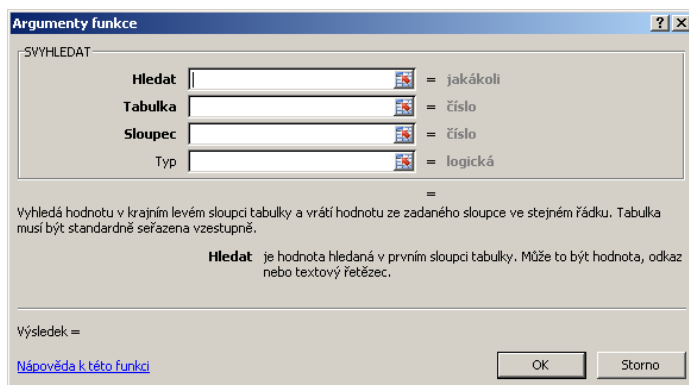 Argumenty funkce
SVYHLEDAT
Hledat = jakákoli
Tabulka = číslo
Sloupec = číslo
Typ = logická
=
Vyhledá hodnotu v krajním levém sloupci tabulky a vrátí hodnotu ze zadaného sloupce ve stejném řádku. Tabulka
musí být standardně seřazena vzestupně.
Hledat je hodnota hledaná v prvním sloupci tabulky. Může to být hodnota, odkaz
nebo textový řetězec.
Výsledek =
Nápověda k této funkci OK Storno